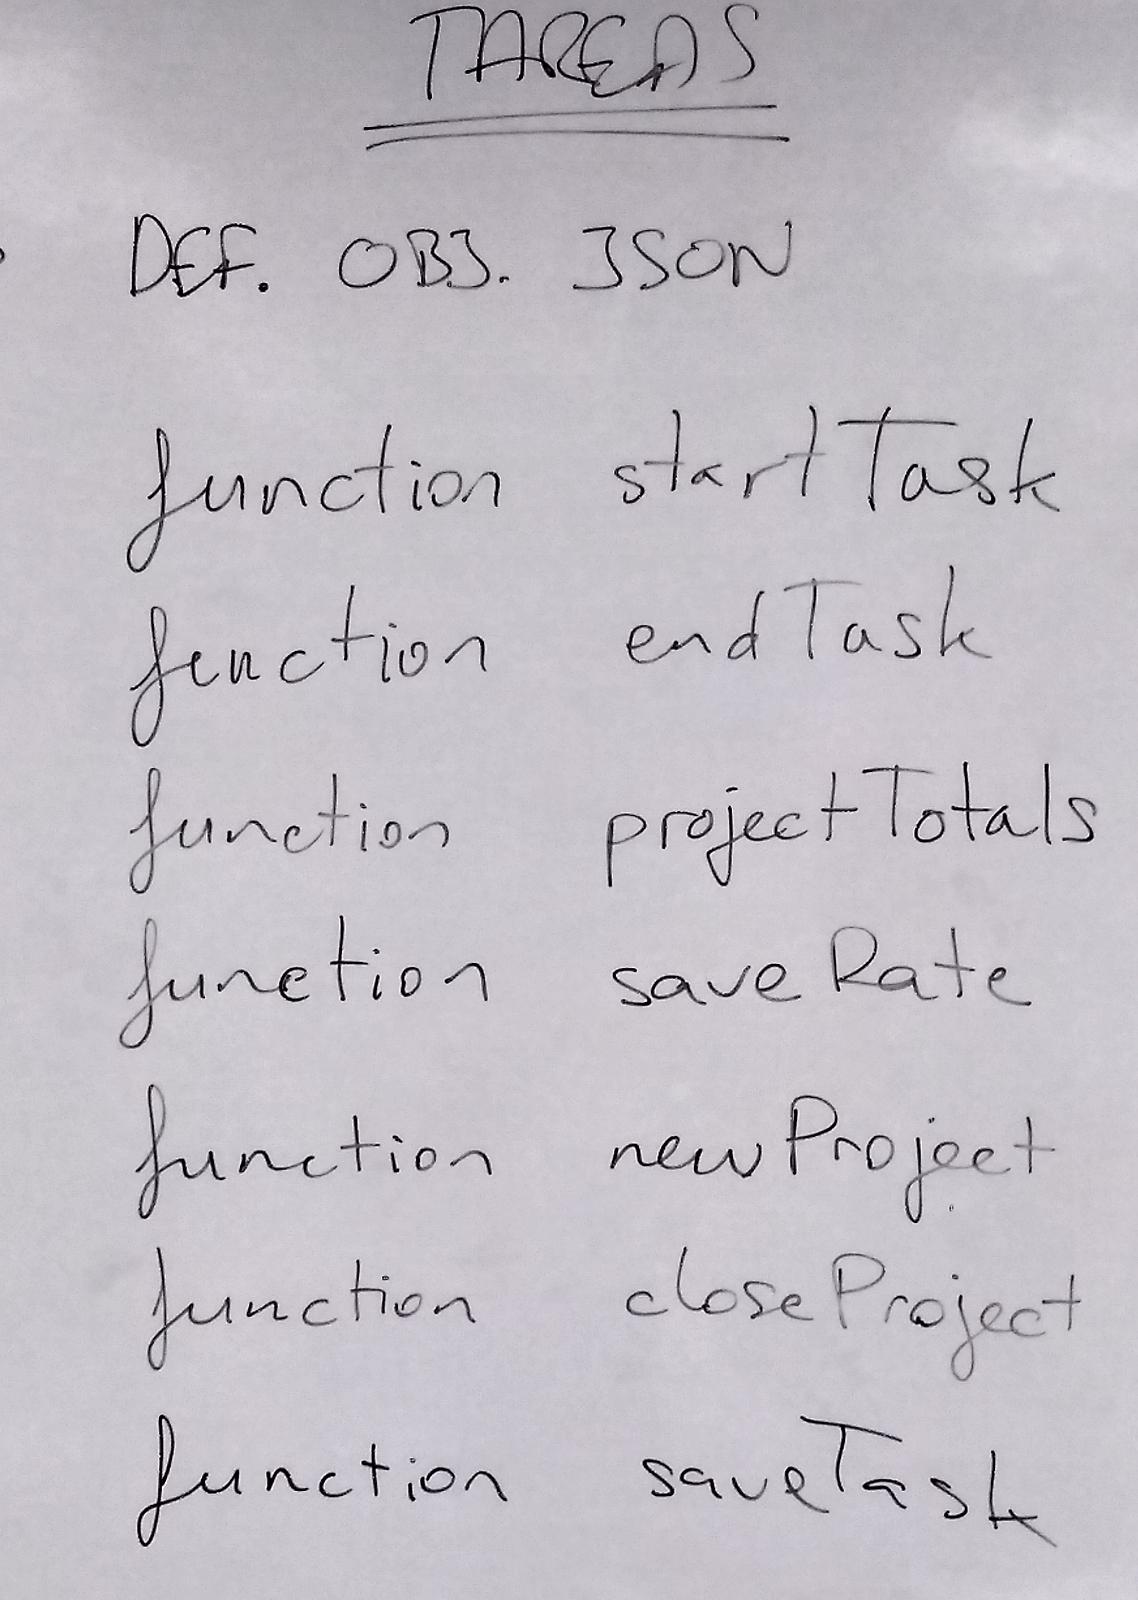 TAREAS
DEF. OBJ. JSON
function startTask
function endTask
function projectTotals
function saveRate
function newProject
function closeProject
function saveTask